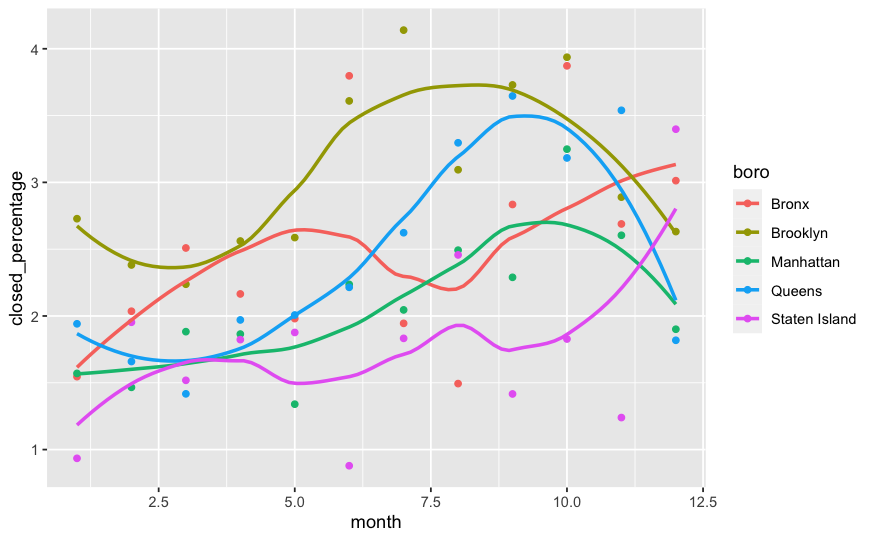 4
3
2
1
closed_percentage
2.5 5.0 7.5 10.0 12.5
month
boro
Bronx
Brooklyn
Manhattan
Queens
Staten Island